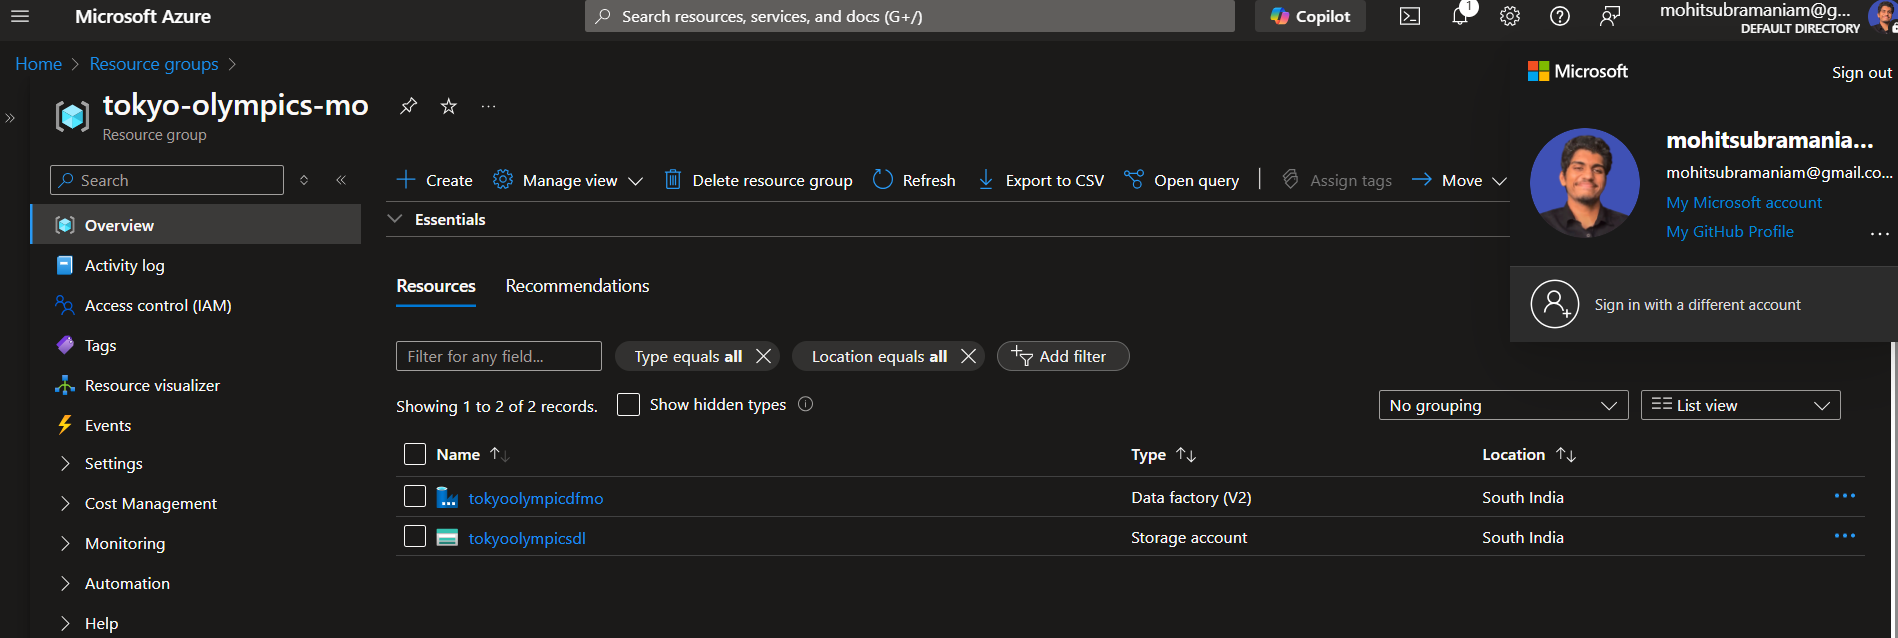 Microsoft Azure
Search resources, services, and docs (G+/)
Copilot
1
mohitsubramaniam@g...
DEFAULT DIRECTORY
Home > Resource groups >
tokyo-olympics-mo
Resource group
Microsoft
Sign out
mohitsubramania...
mohitsubramaniam@gmail.co...
My Microsoft account
My GitHub Profile
Sign in with a different account
Search
Create
Manage view
Delete resource group
Refresh
Export to CSV
Open query
Assign tags
Move
Essentials
Overview
Activity log
Access control (IAM)
Tags
Resource visualizer
Events
Settings
Cost Management
Monitoring
Automation
Help
Resources
Recommendations
Filter for any field...
Type equals all
Location equals all
Add filter
Showing 1 to 2 of 2 records.
Show hidden types
No grouping
List view
Name
Type
Location
tokyoolympicdfmo
Data factory (V2)
South India
tokyoolympicsdl
Storage account
South India